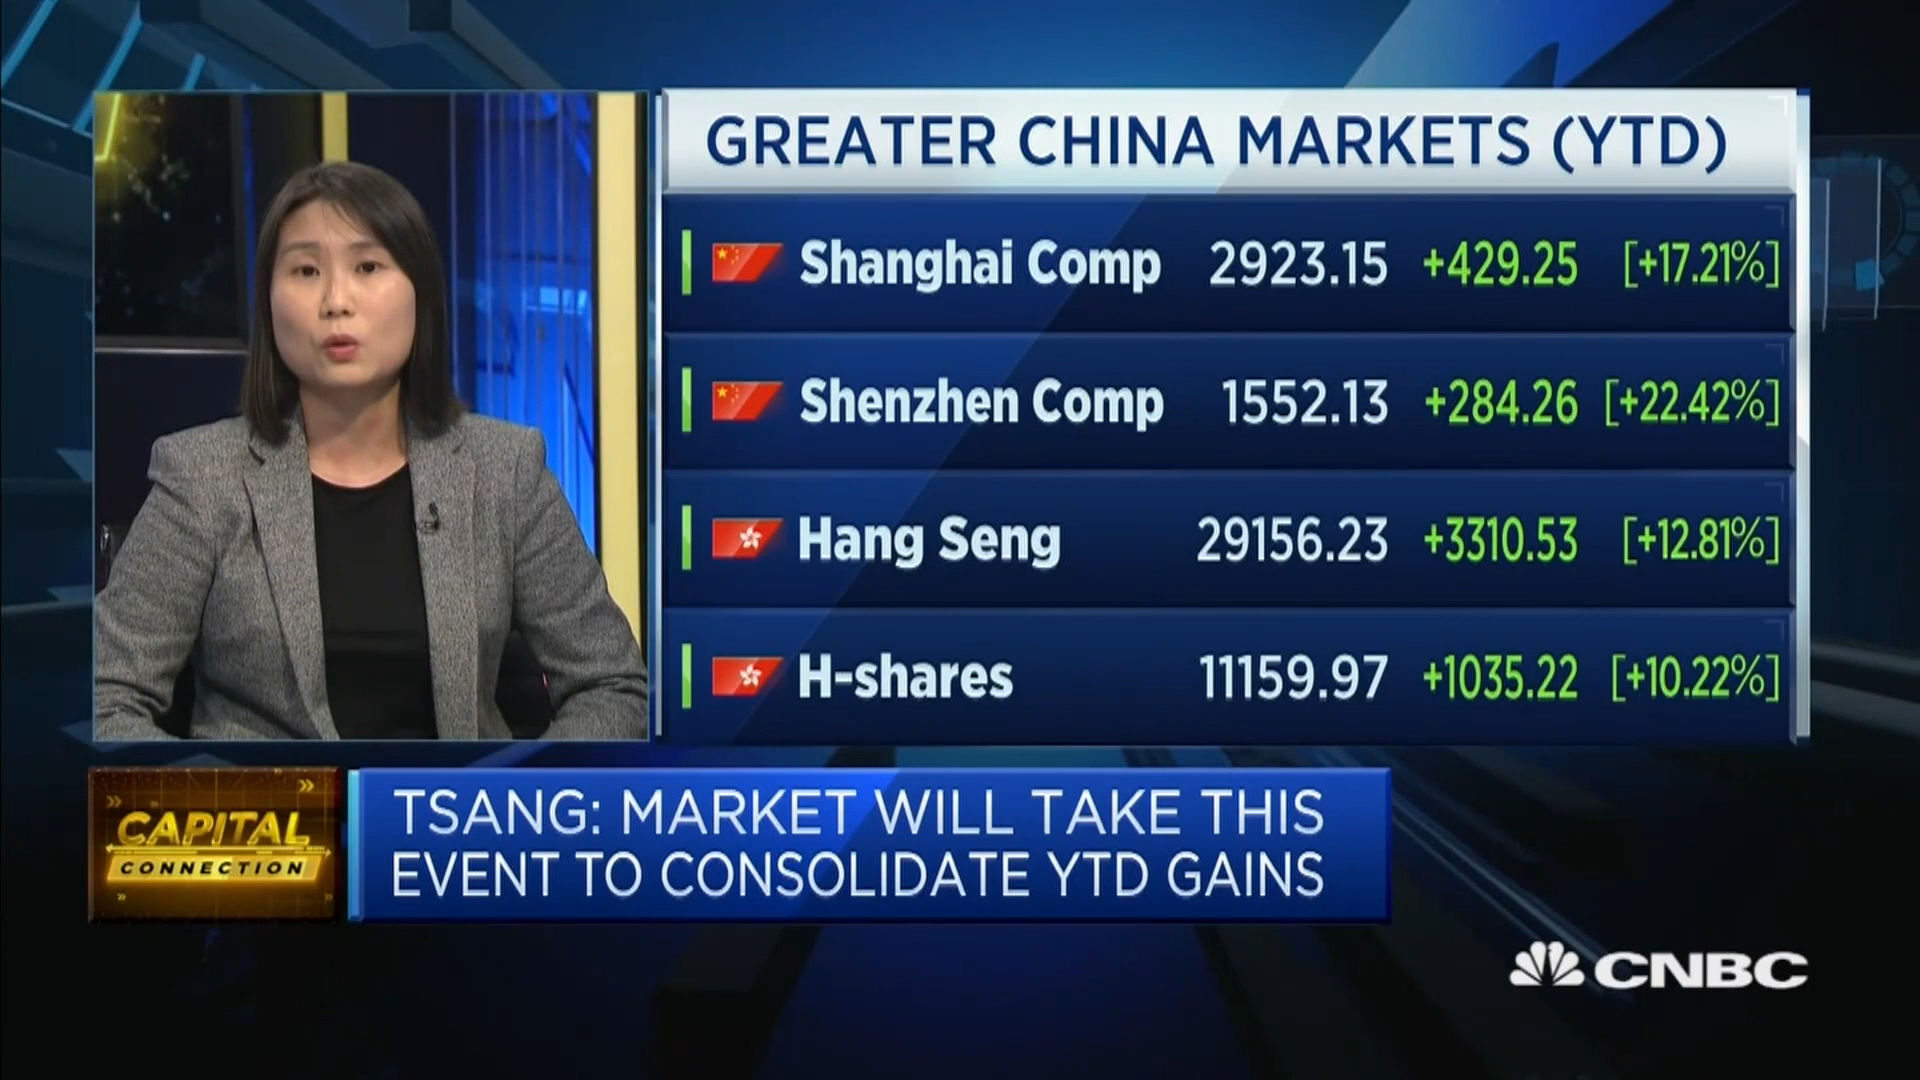 GREATER CHINA MARKETS (YTD)
Shanghai Comp 2923.15 +429.25 [+17.21%]
Shenzhen Comp 1552.13 +284.26 [+22.42%]
Hang Seng 29156.23 +3310.53 [+12.81%]
H-shares 11159.97 +1035.22 [+10.22%]
CAPITAL
CONNECTION
TSANG: MARKET WILL TAKE THIS
EVENT TO CONSOLIDATE YTD GAINS
CNBC